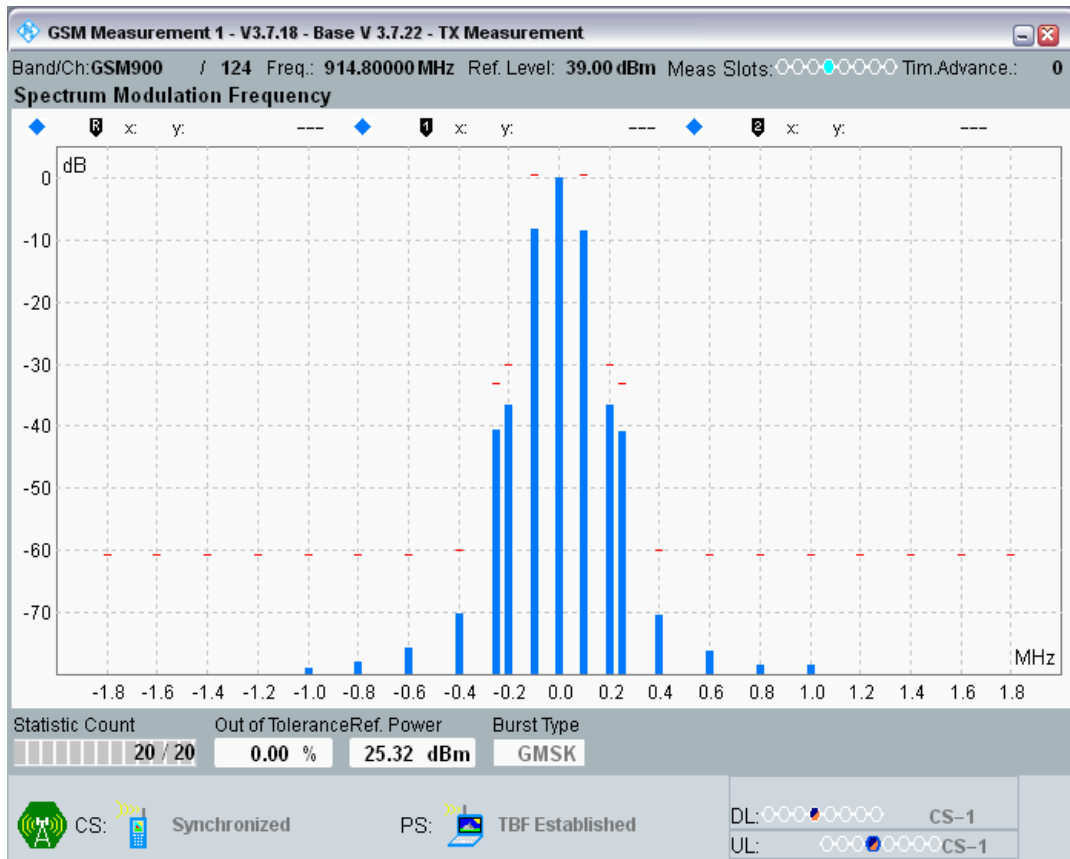 GSM Measurement 1 - V3.7.18 - Base V 3.7.22 - TX Measurement
Band/Ch:GSM900 / 124 Freq.: 914.80000 MHz Ref. Level: 39.00 dBm Meas Slots: Tim.Advance.: 0
Spectrum Modulation Frequency
R x: y: --- 1 x: y: --- 2 x: y: ---
dB
0
-10
-20
-30
-40
-50
-60
-70
MHz
-1.8 -1.6 -1.4 -1.2 -1.0 -0.8 -0.6 -0.4 -0.2 0.0 0.2 0.4 0.6 0.8 1.0 1.2 1.4 1.6 1.8
Statistic Count Out of Tolerance Ref. Power Burst Type
20 / 20 0.00 % 25.32 dBm GMSK
CS: Synchronized PS: TBF Established
DL: CS-1
UL: CS-1